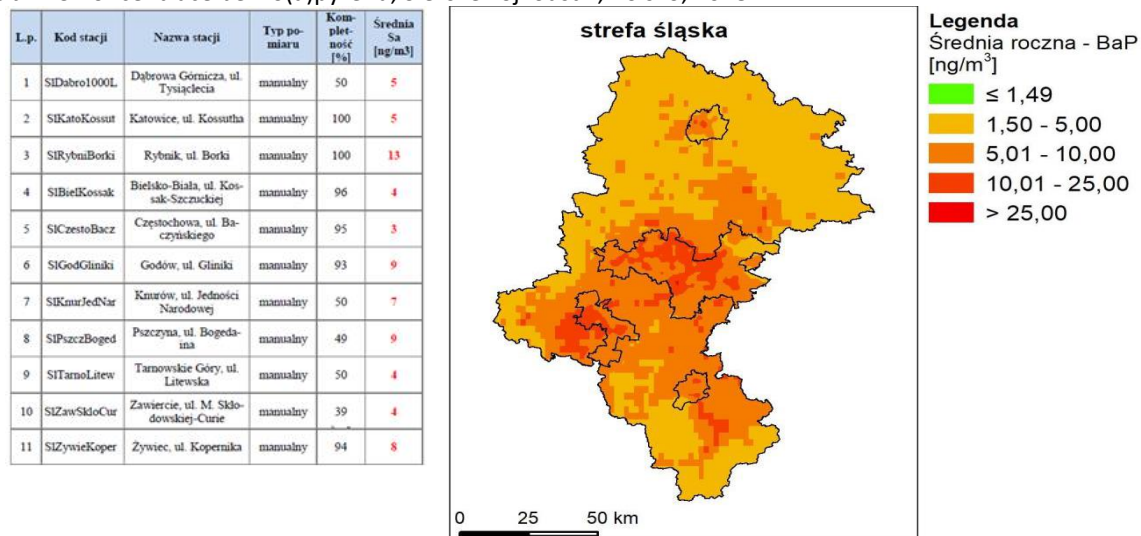 L.p. Kod stacji Nazwa stacji Typ po-
miaru Kom-
plet-
ność
[%] Średnia
Sa
[ng/m3]
1 SlDabro1000L Dąbrowa Górnicza, ul.
Tysiąclecia manualny 50 5
2 SlKatoKossut Katowice, ul. Kossutha manualny 100 5
3 SlRybniBorki Rybnik, ul. Borki manualny 100 13
4 SlBielKossak Bielsko-Biała, ul. Kos-
sak-Szczuckiej manualny 96 4
5 SlCzestoBacz Częstochowa, ul. Ba-
czyńskiego manualny 95 3
6 SlGodGliniki Godów, ul. Gliniki manualny 93 9
7 SlKnurJedNar Knurów, ul. Jedności
Narodowej manualny 50 7
8 SlPszczBoged Pszczyna, ul. Bogeda-
ina manualny 49 9
9 SlTarnoLitew Tarnowskie Góry, ul.
Litewska manualny 50 4
10 SlZawSkloCur Zawiercie, ul. M. Skło-
dowskiej-Curie manualny 39 4
11 SlZywieKoper Żywiec, ul. Kopernika manualny 94 8
strefa śląska
0 25 50 km
Legenda
Średnia roczna - BaP
[ng/m³]
≤ 1,49
1,50 - 5,00
5,01 - 10,00
10,01 - 25,00
> 25,00